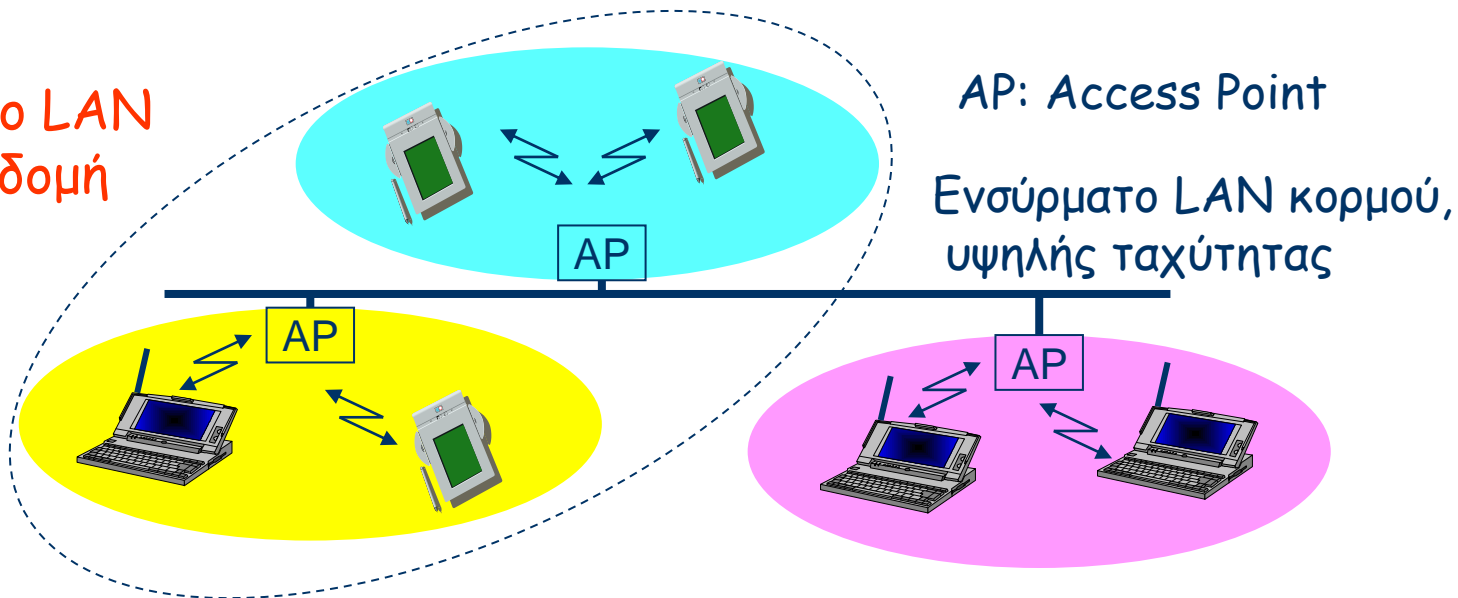 ο LAN
δομή
AP: Access Point
Ενσύρματο LAN κορμού,
υψηλής ταχύτητας
AP
AP
AP